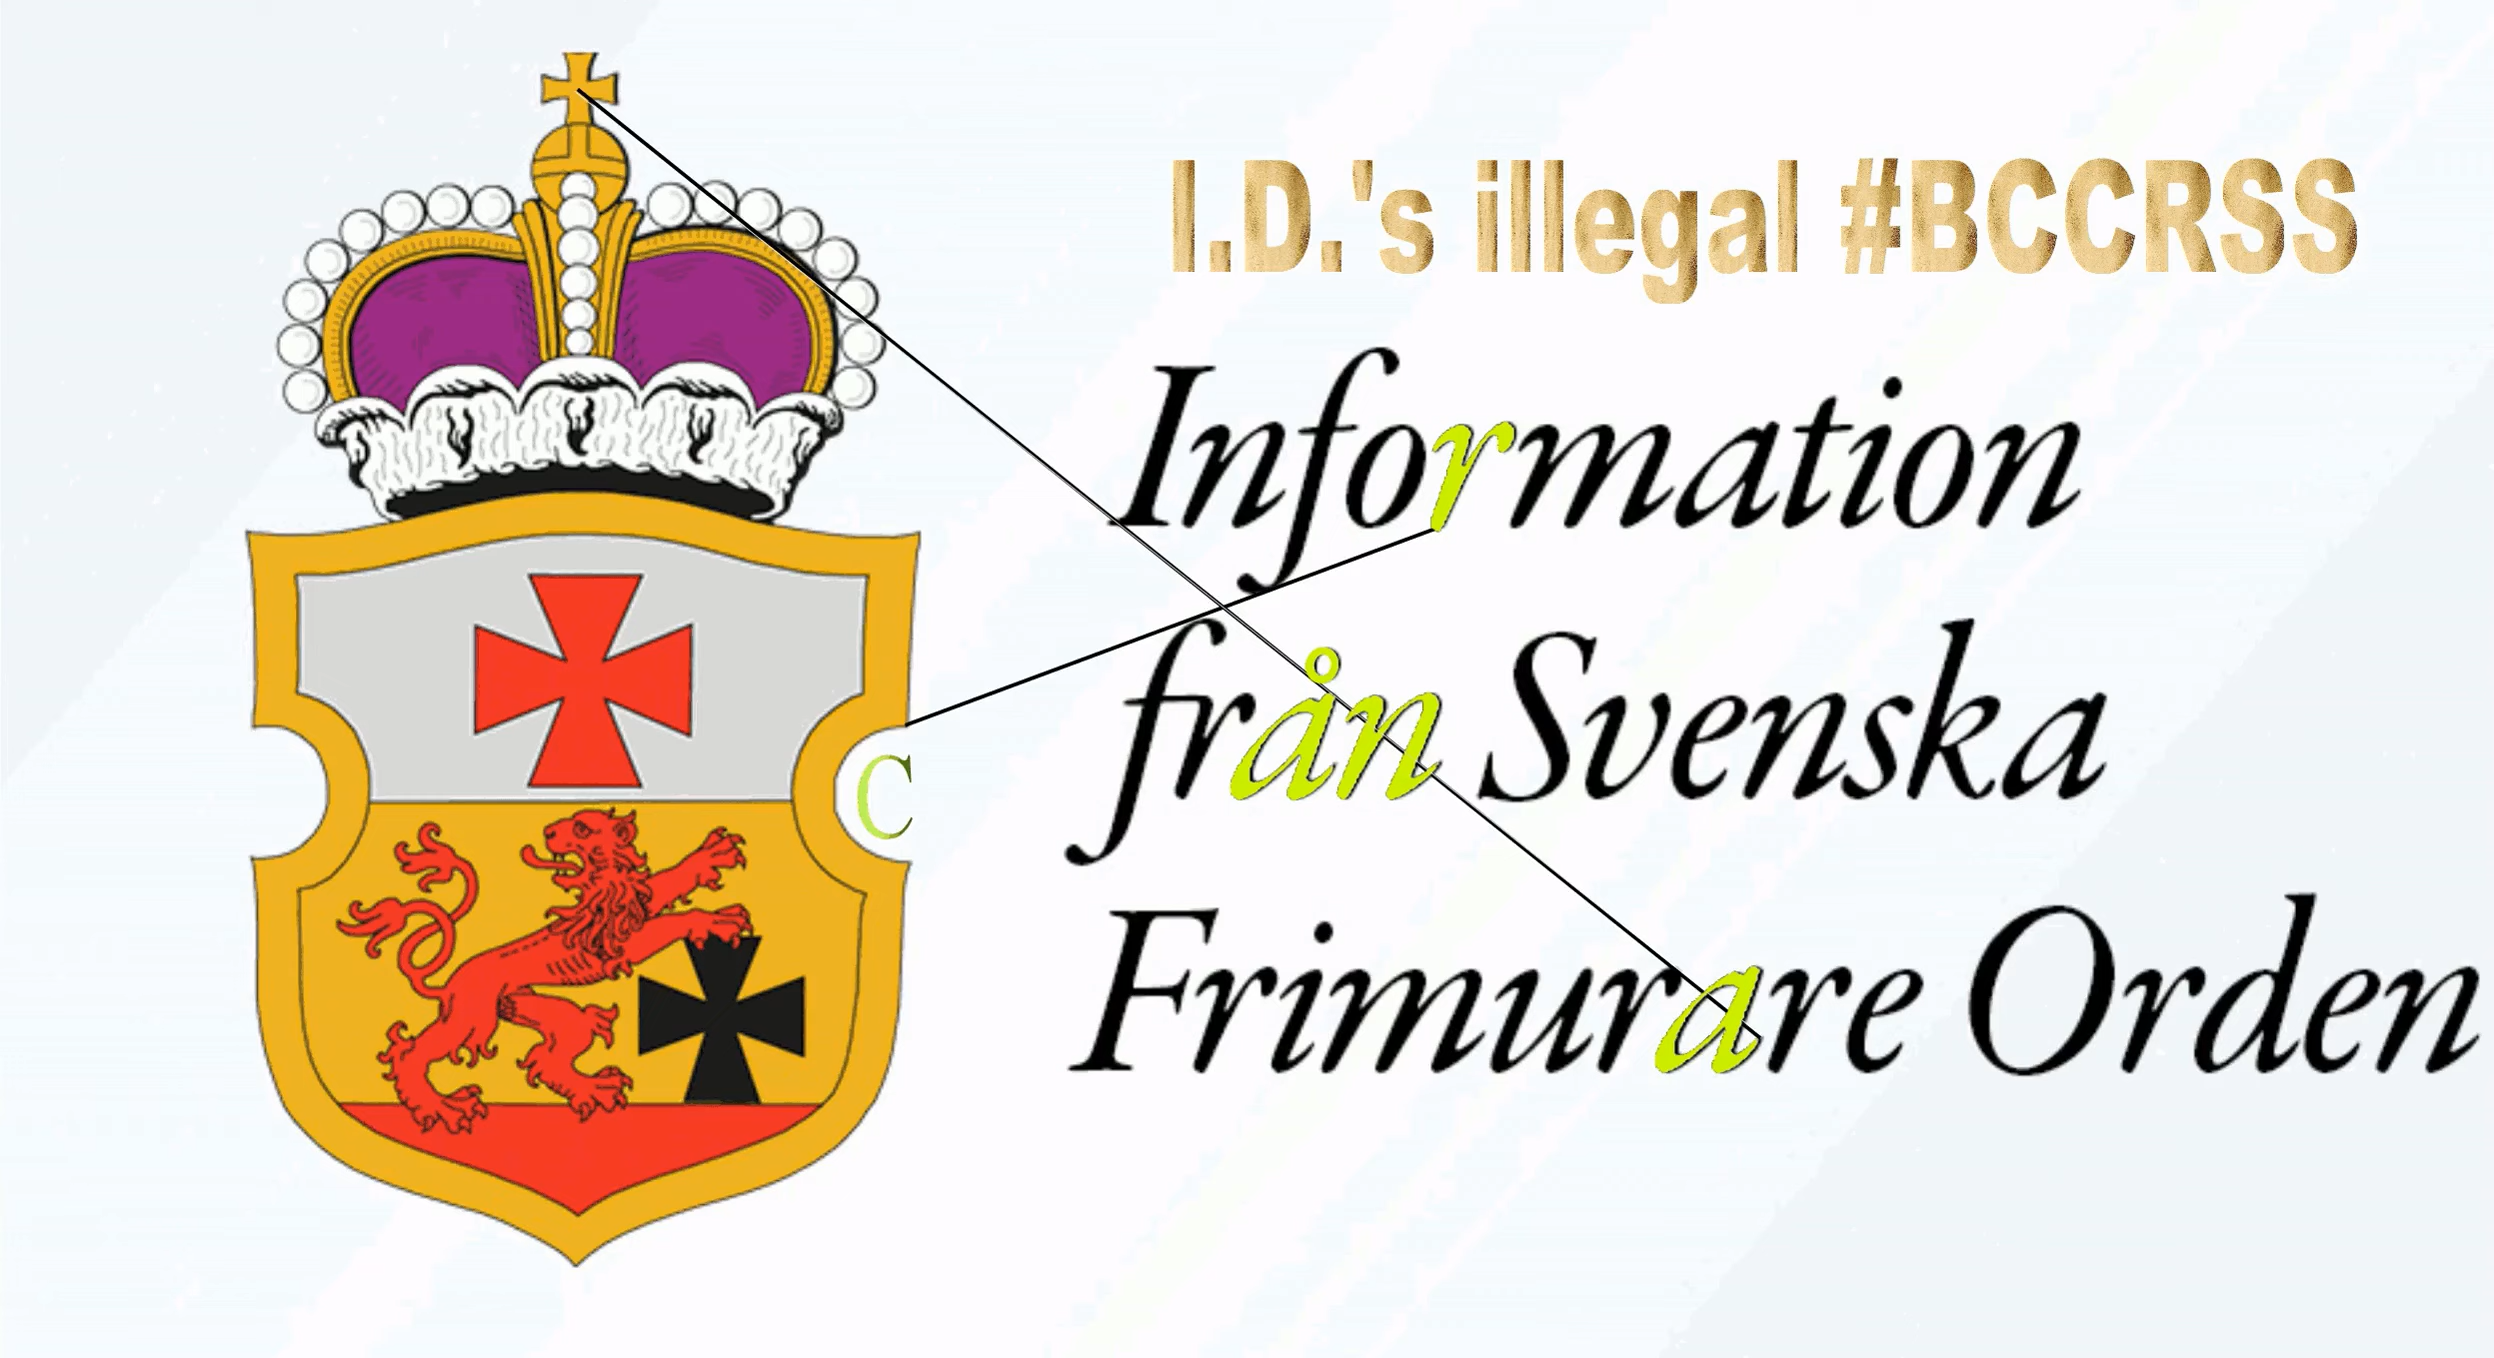 I.D.'s illegal #BCCRSS
Information
från Svenska
C
Frimurare Orden